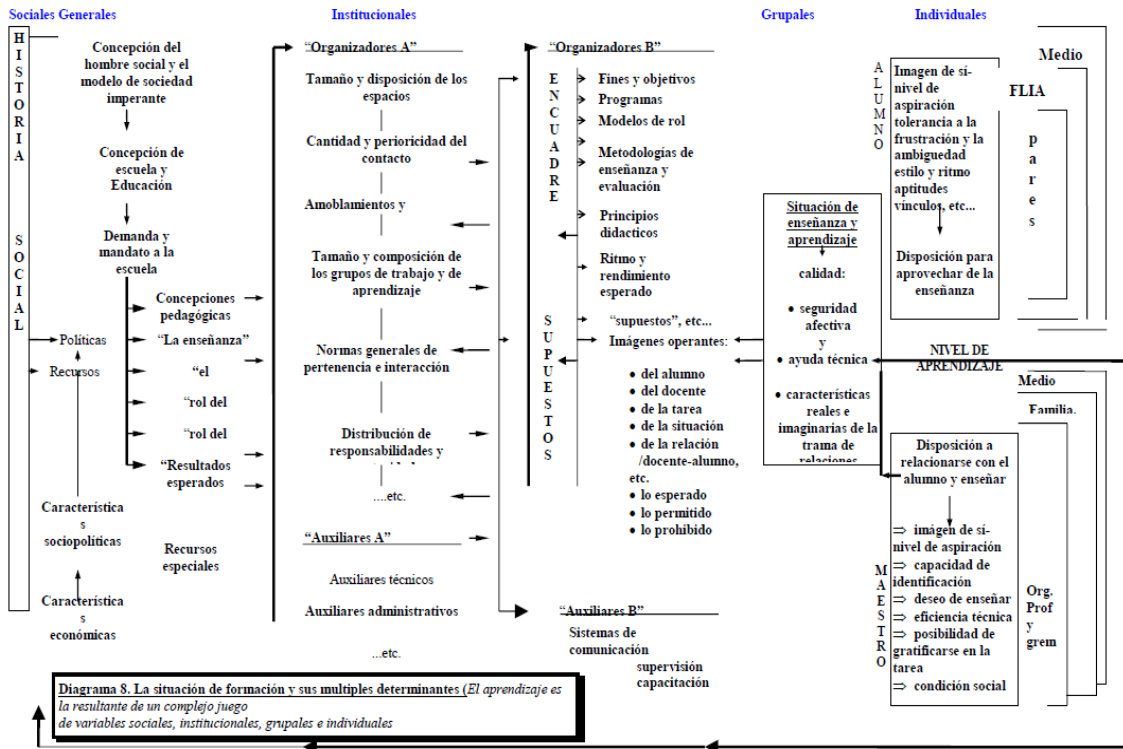 Sociales Generales
Institucionales
Grupales
Individuales
HISTORIA SOCIAL
Concepción del
hombre social y el
modelo de sociedad
imperante
Concepción de
escuela y
Educación
Demanda y
mandato a la
escuela
Concepciones
pedagógicas
“La enseñanza”
“el
“rol del
“rol del
“Resultados
esperados
Políticas
Recursos
Característica
s
sociopolíticas
Característica
s
económicas
Recursos
especiales
“Organizadores A”
Tamaño y disposición de los
espacios
Cantidad y perioricidad del
contacto
Amoblamientos y
Tamaño y composición de
los grupos de trabajo y de
aprendizaje
Normas generales de
pertenencia e interacción
Distribución de
responsabilidades y
....etc.
“Auxiliares A”
Auxiliares técnicos
Auxiliares administrativos
...etc.
“Organizadores B”
ENCUADRE
SUPUESTOS
Fines y objetivos
Programas
Modelos de rol
Metodologías de
enseñanza y
evaluación
Principios
didacticos
Ritmo y
rendimiento
esperado
“supuestos”, etc...
Imágenes operantes:
• del alumno
• del docente
• de la tarea
• de la situación
• de la relación
/docente-alumno,
etc.
• lo esperado
• lo permitido
• lo prohíbido
“Auxiliares B”
Sistemas de
comunicación
supervisión
capacitación
Situación de
enseñanza y
aprendizaje
calidad:
• seguridad
afectiva
y
• ayuda técnica
• características
reales e
imaginarias de la
trama de
relaciones
ALUMNO
Imagen de sí-
nivel de
aspiración
tolerancia a la
frustración y la
ambiguedad
estilo y ritmo
aptitudes
vínculos, etc...
Disposición para
aprovechar de la
enseñanza
Medio
FLIA
pares
NIVEL DE
APRENDIZAJE
Medio
Familia.
MAESTRO
Disposición a
relacionarse con el
alumno y enseñar
⇒ imágen de sí-
nivel de aspiración
⇒ capacidad de
identificación
⇒ deseo de enseñar
⇒ eficiencia técnica
⇒ posibilidad de
gratificarse en la
tarea
⇒ condición social
Org.
Prof
y
grem
Diagrama 8. La situación de formación y sus multiples determinantes (El aprendizaje es
la resultante de un complejo juego
de variables sociales, institucionales, grupales e individuales